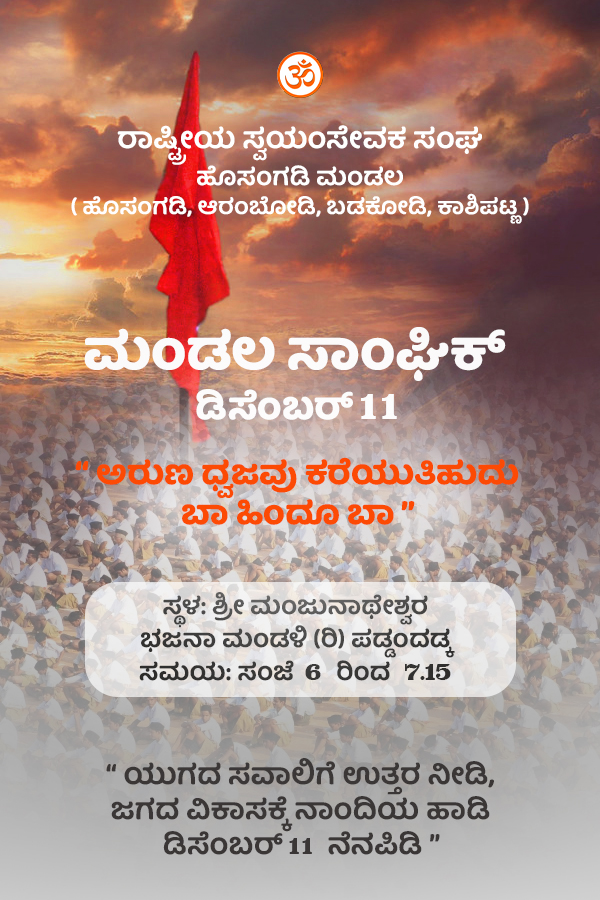 ॐ
ರಾಷ್ಟ್ರೀಯ ಸ್ವಯಂಸೇವಕ ಸಂಘ
ಹೊಸಂಗಡಿ ಮಂಡಲ
( ಹೊಸಂಗಡಿ, ಆರಂಬೋಡಿ, ಬಡಕೋಡಿ, ಕಾಶಿಪಟ್ಣ )
ಮಂಡಲ ಸಾಂಘಿಕ್
ಡಿಸೆಂಬರ್ 11
“ ಅರುಣ ಧ್ವಜವು ಕರೆಯುತಿಹುದು
ಬಾ ಹಿಂದೂ ಬಾ ”
ಸ್ಥಳ: ಶ್ರೀ ಮಂಜುನಾಥೇಶ್ವರ
ಭಜನಾ ಮಂಡಳಿ (ರಿ) ಪಡ್ಡಂದಡ್ಕ
ಸಮಯ: ಸಂಜೆ 6 ರಿಂದ 7.15
“ ಯುಗದ ಸವಾಲಿಗೆ ಉತ್ತರ ನೀಡಿ,
ಜಗದ ವಿಕಾಸಕ್ಕೆ ನಾಂದಿಯ ಹಾಡಿ
ಡಿಸೆಂಬರ್ 11 ನೆನಪಿಡಿ ”